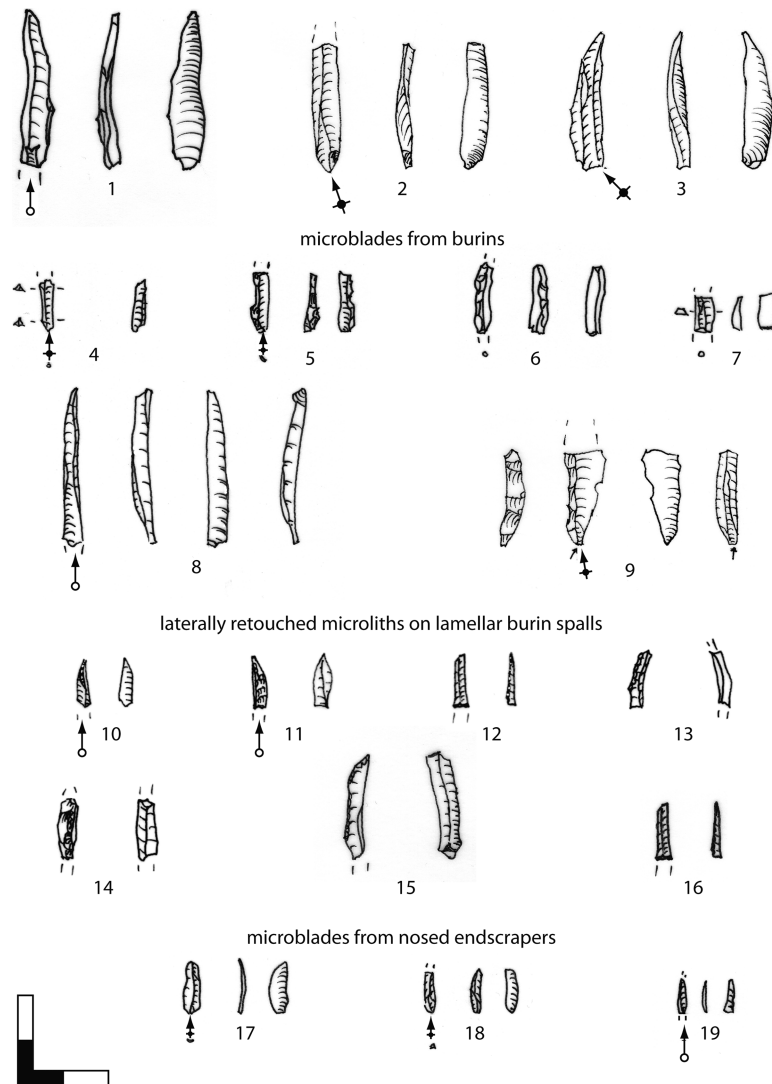 1 2 3
microblades from burins
4 5 6 7
8 9
laterally retouched microliths on lamellar burin spalls
10 11 12 13
14 15 16
microblades from nosed endscrapers
17 18 19